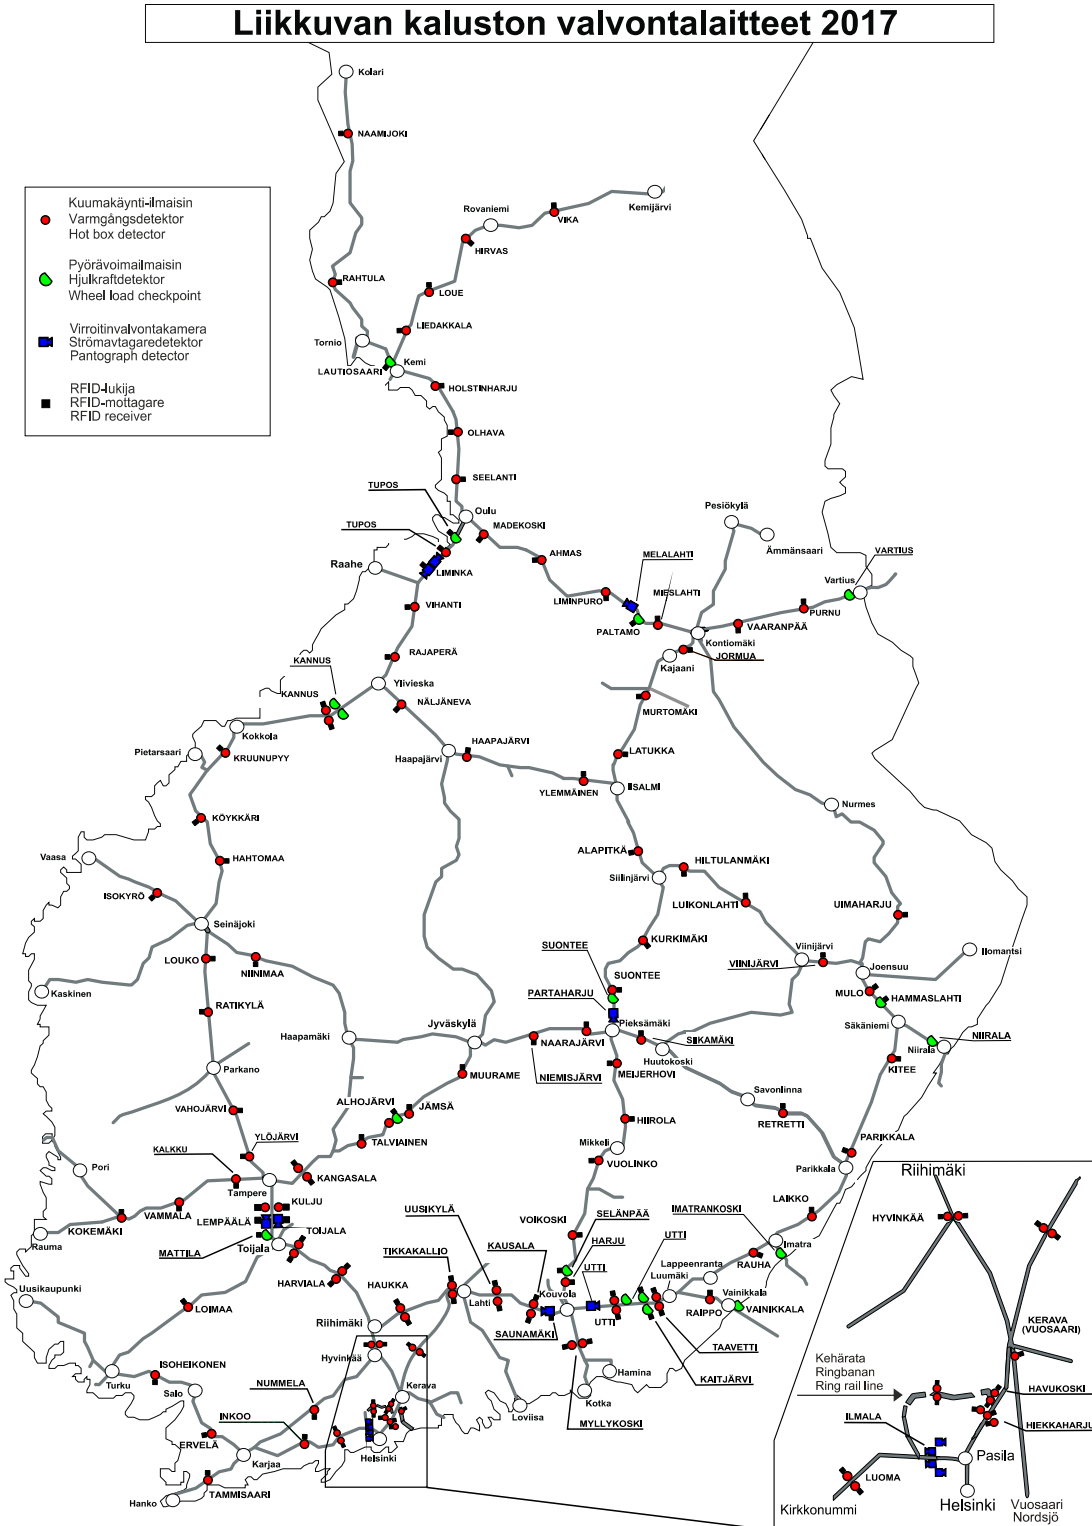 Liikkuvan kaluston valvontalaitteet 2017
Kolari
NAAMIJOKI
Kuumakäynti-ilmaisin
Varmgångsdetektor
Hot box detector
Pyörävoimailmaisin
Hjulkraftdetektor
Wheel load checkpoint
Virroitinvalvontakamera
Strömavtagaredetektor
Pantograph detector
RFID-lukija
RFID-mottagare
RFID receiver
Kemijärvi
Rovaniemi
VIKA
HIRVAS
RAHTULA
LOUE
LIEDAKKALA
Tornio
Kemi
LAUTIOSAARI
HOLSTINHARJU
OLHAVA
SEELANTI
TUPOS
Oulu
TUPOS
MADEKOSKI
Pesiökylä
Ämmänsaari
Raahe
LIMINKA
AHMAS
MELALAHTI
VARTIUS
Vartius
MIESLAHTI
LIMINPURO
VIHANTI
PALTAMO
PURNU
VAARANPÄÄ
Kontiomäki
RAJAPERÄ
KANNUS
JORMUA
Kajaani
Ylivieska
KANNUS
NÄLJÄNEVA
MURTOMÄKI
Kokkola
HAAPAJÄRVI
Pietarsaari
KRUUNUPYY
Haapajärvi
LATUKKA
YLEMMÄINEN
IISALMI
Nurmes
KÖYKKÄRI
Vaasa
HAHTOMAA
ALAPITKÄ
HILTULANMÄKI
Siilinjärvi
ISOKYRÖ
LUIKONLAHTI
UIMAHARJU
Seinäjoki
KURKIMÄKI
Viinijärvi
Ilomantsi
LOUKO
NIINIMAA
SUONTEE
VIINIJÄRVI
Joensuu
SUONTEE
Kaskinen
PARTAHARJU
MULO
HAMMASLAHTI
RATIKYLÄ
Säkäniemi
Haapamäki
Jyväskylä
Pieksämäki
NAARAJÄRVI
SIIKAMÄKI
Niirala
NIIRALA
Huutokoski
KITEE
Parkano
MUURAME
NIEMISJÄRVI
MEIJERHOVI
Savonlinna
VAHOJÄRVI
ALHOJÄRVI
JÄMSÄ
HIIROLA
RETRETTI
YLÖJÄRVI
TALVIAINEN
Mikkeli
PARIKKALA
KALKKU
KANGASALA
VUOLINKO
Parikkala
Pori
Tampere
Riihimäki
VAMMALA
KULJU
UUSIKYLÄ
SELÄNPÄÄ
LAIKKO
IMATRANKOSKI
HYVINKÄÄ
KOKEMÄKI
LEMPÄÄLÄ
VOIKOSKI
Rauma
TOIJALA
MATTILA
Toijala
TIKKAKALLIO
KAUSALA
HARJU
UTTI
Imatra
Lappeenranta
RAUHA
UTTI
Luumäki
HARVIALA
HAUKKA
Uusikaupunki
Lahti
Kouvola
Vainikkala
LOIMAA
RAIPPO
VAINIKKALA
Riihimäki
UTTI
KERAVA
(VUOSAARI)
SAUNAMÄKI
TAAVETTI
Hyvinkää
ISOHEIKONEN
Hamina
KAITJÄRVI
Kehärata
Ringbanan
Ring rail line
Turku
Salo
NUMMELA
Kerava
Kotka
HAVUKOSKI
Loviisa
INKOO
ILMALA
MYLLYKOSKI
HIEKKAHARJU
ERVELÄ
Karjaa
Helsinki
Pasila
LUOMA
TAMMISAARI
Hanko
Kirkkonummi
Helsinki
Vuosaari
Nordsjö